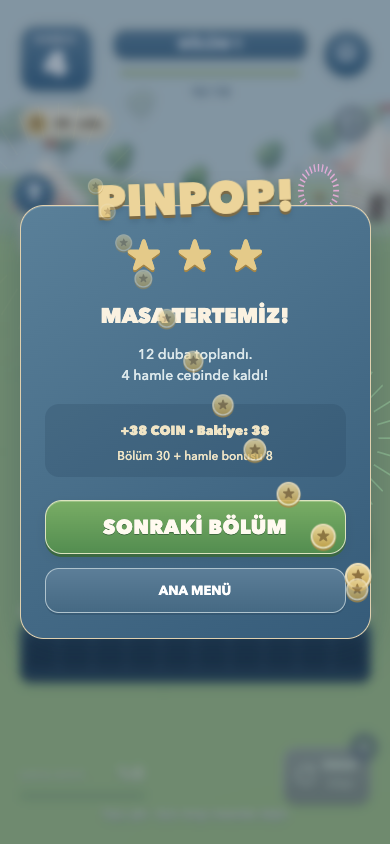 4
PINPOP!
MASA TERTEMİZ!
12 duba toplandı.
4 hamle cebinde kaldı!
+38 COIN • Bakiye: 38
Bölüm 30 + hamle bonusu 8
SONRAKİ BÖLÜM
ANA MENÜ